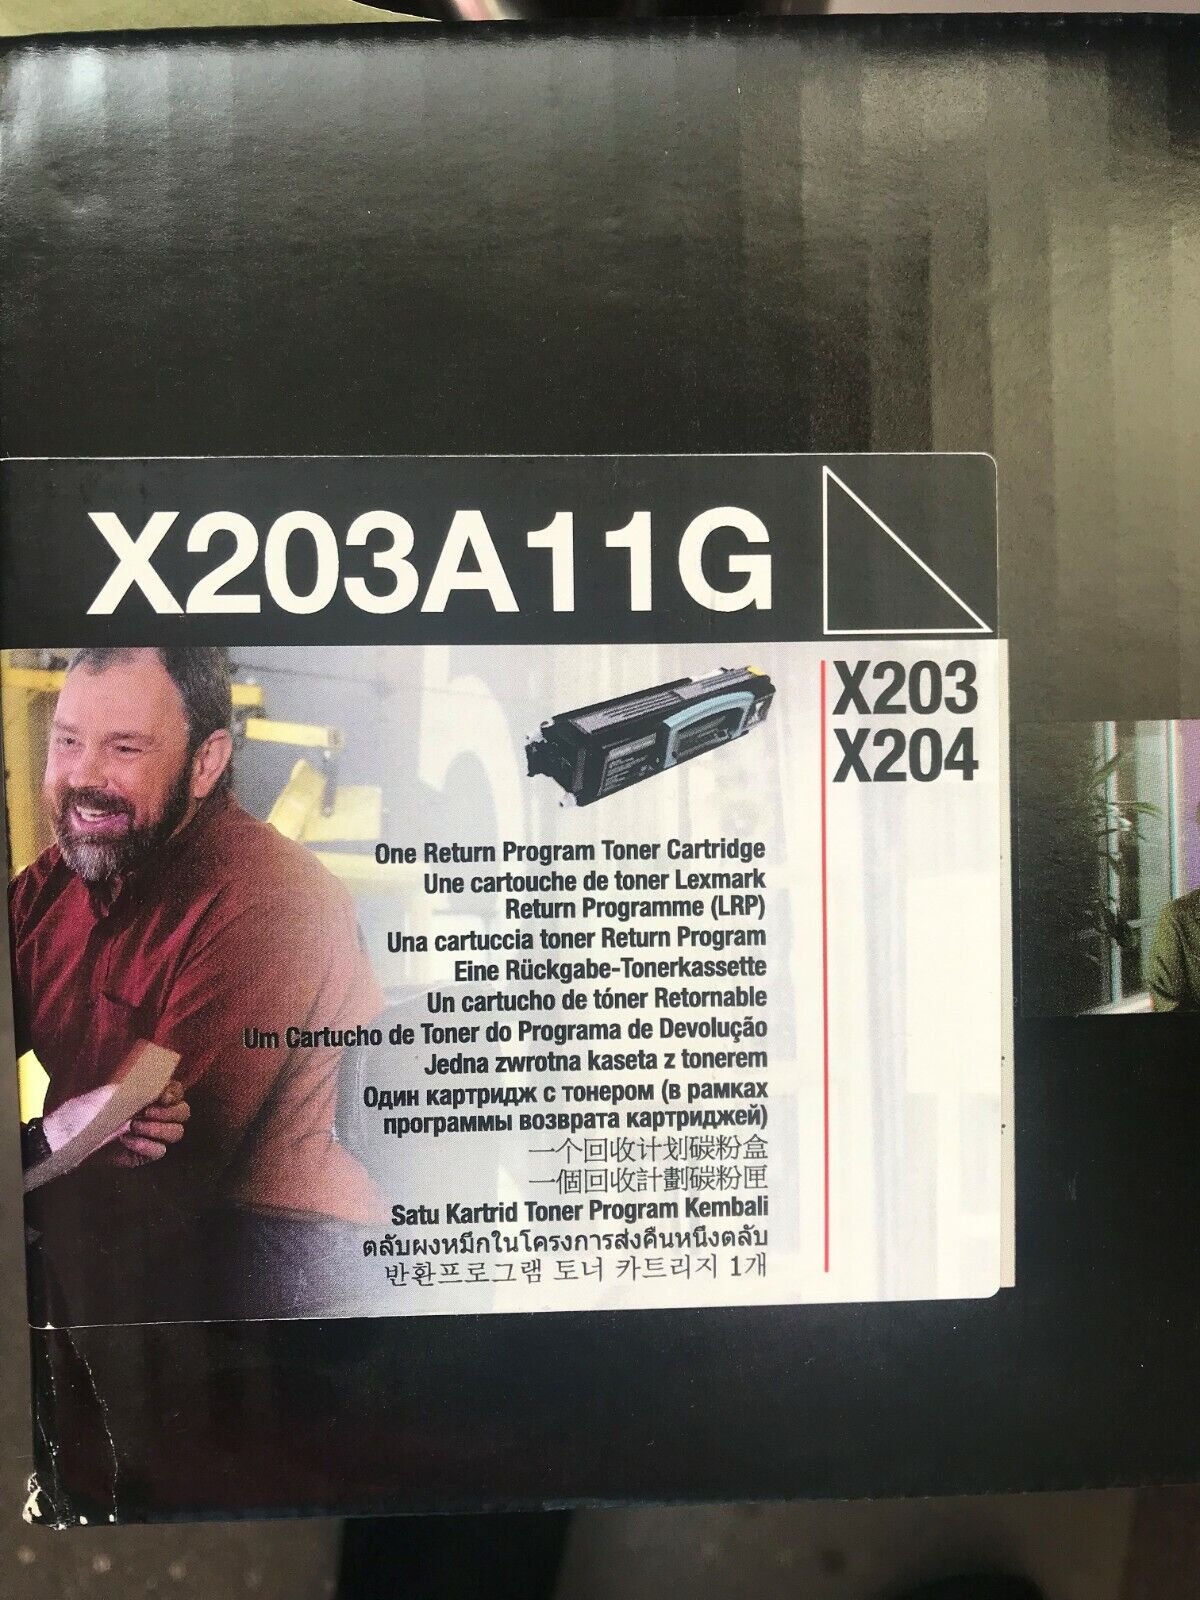 X203A11G
X203
X204
One Return Program Toner Cartridge
Une cartouche de toner Lexmark
Return Programme (LRP)
Una cartuccia toner Return Program
Eine Rückgabe-Tonerkassette
Un cartucho de tóner Retornable
Um Cartucho de Toner do Programa de Devolução
Jedna zwrotna kaseta z tonerem
Один картридж с тонером (в рамках
программы возврата картриджей)
一个回收计划碳粉盒
一個回收計劃碳粉匣
Satu Kartrid Toner Program Kembali
ตลับผงหมึกในโครงการส่งคืนหนึ่งตลับ
반환프로그램 토너 카트리지 1개